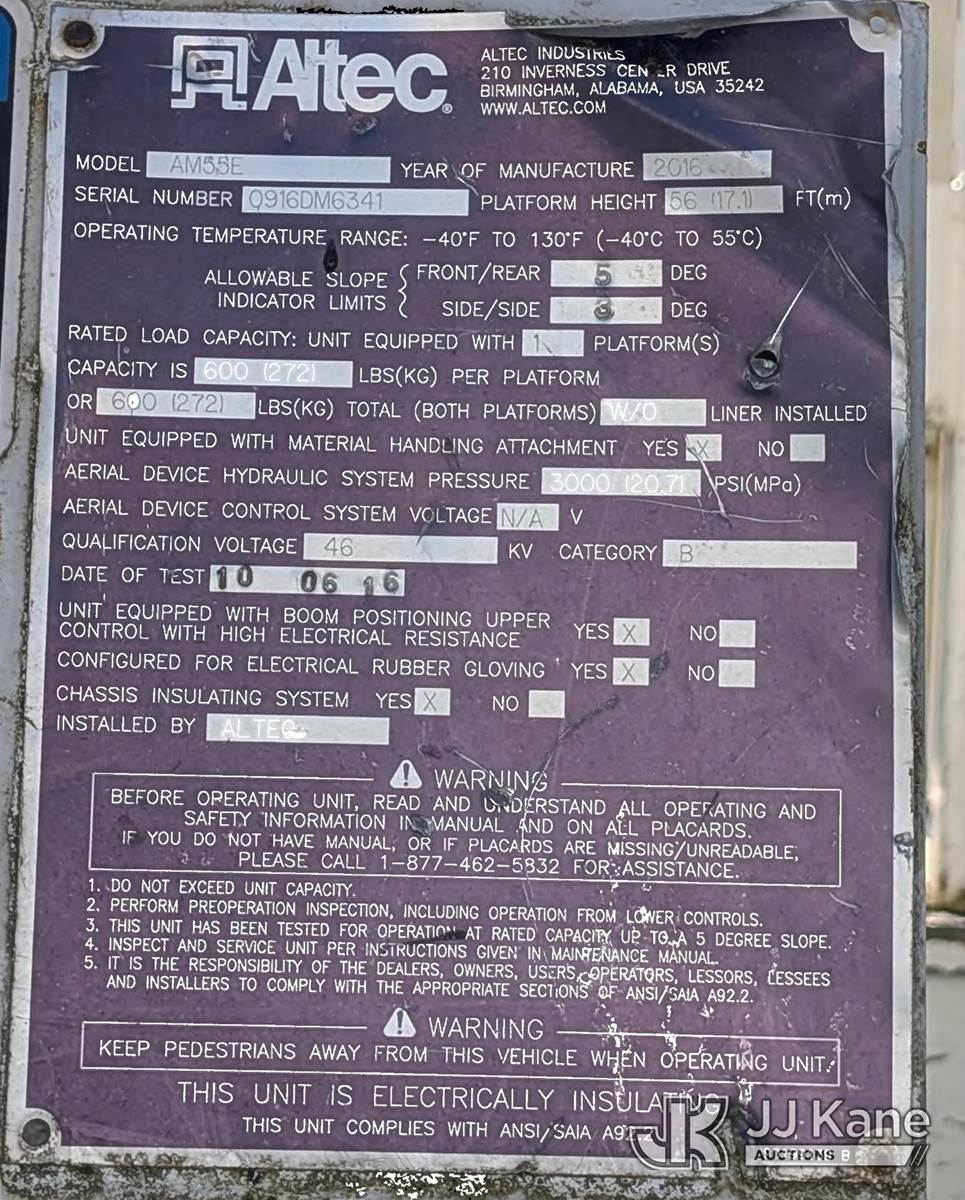 Altec®
ALTEC INDUSTRIES
210 INVERNESS CENTER DRIVE
BIRMINGHAM, ALABAMA, USA 35242
WWW.ALTEC.COM
MODEL AM55E YEAR OF MANUFACTURE 2016
SERIAL NUMBER 0916DM6341 PLATFORM HEIGHT 56 (17.1) FT(m)
OPERATING TEMPERATURE RANGE: -40°F TO 130°F (-40°C TO 55°C)
ALLOWABLE SLOPE INDICATOR LIMITS
FRONT/REAR 5 DEG
SIDE/SIDE 3 DEG
RATED LOAD CAPACITY: UNIT EQUIPPED WITH 1 PLATFORM(S)
CAPACITY IS 600 (272) LBS(KG) PER PLATFORM
OR 600 (272) LBS(KG) TOTAL (BOTH PLATFORMS) W/O LINER INSTALLED
UNIT EQUIPPED WITH MATERIAL HANDLING ATTACHMENT YES X NO
AERIAL DEVICE HYDRAULIC SYSTEM PRESSURE 3000 (20.7) PSI(MPa)
AERIAL DEVICE CONTROL SYSTEM VOLTAGE N/A V
QUALIFICATION VOLTAGE 46 KV CATEGORY B
DATE OF TEST 10 06 16
UNIT EQUIPPED WITH BOOM POSITIONING UPPER
CONTROL WITH HIGH ELECTRICAL RESISTANCE YES X NO
CONFIGURED FOR ELECTRICAL RUBBER GLOVING YES X NO
CHASSIS INSULATING SYSTEM YES X NO
INSTALLED BY ALTEC
WARNING
BEFORE OPERATING UNIT, READ AND UNDERSTAND ALL OPERATING AND
SAFETY INFORMATION IN MANUAL AND ON ALL PLACARDS.
IF YOU DO NOT HAVE MANUAL, OR IF PLACARDS ARE MISSING/UNREADABLE,
PLEASE CALL 1-877-462-5832 FOR ASSISTANCE.
1. DO NOT EXCEED UNIT CAPACITY.
2. PERFORM PREOPERATION INSPECTION, INCLUDING OPERATION FROM LOWER CONTROLS.
3. THIS UNIT HAS BEEN TESTED FOR OPERATION AT RATED CAPACITY UP TO A 5 DEGREE SLOPE.
4. INSPECT AND SERVICE UNIT PER INSTRUCTIONS GIVEN IN MAINTENANCE MANUAL.
5. IT IS THE RESPONSIBILITY OF THE DEALERS, OWNERS, USERS, OPERATORS, LESSORS, LESSEES
AND INSTALLERS TO COMPLY WITH THE APPROPRIATE SECTIONS OF ANSI/SAIA A92.2.
WARNING
KEEP PEDESTRIANS AWAY FROM THIS VEHICLE WHEN OPERATING UNIT.
THIS UNIT IS ELECTRICALLY INSULATING
THIS UNIT COMPLIES WITH ANSI/SAIA A92.2
JK JJ Kane
AUCTIONS